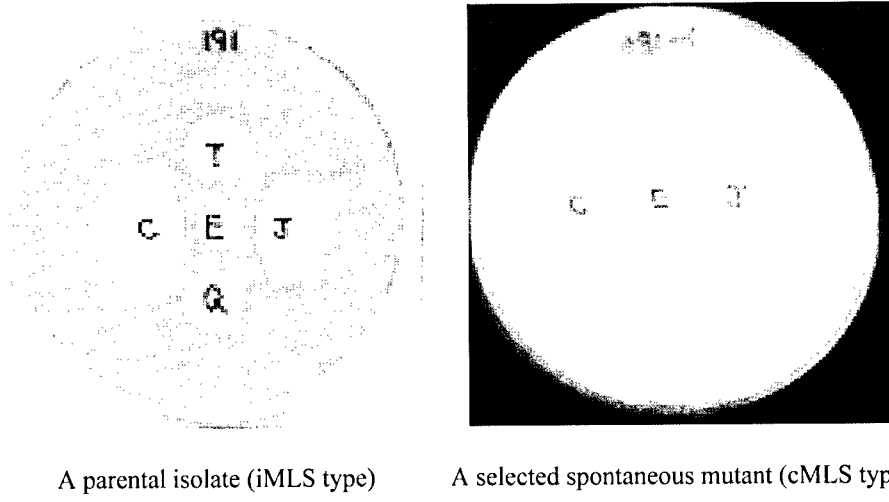 191
T
C E J
Q
C E J
A parental isolate (iMLS type)
A selected spontaneous mutant (cMLS typ